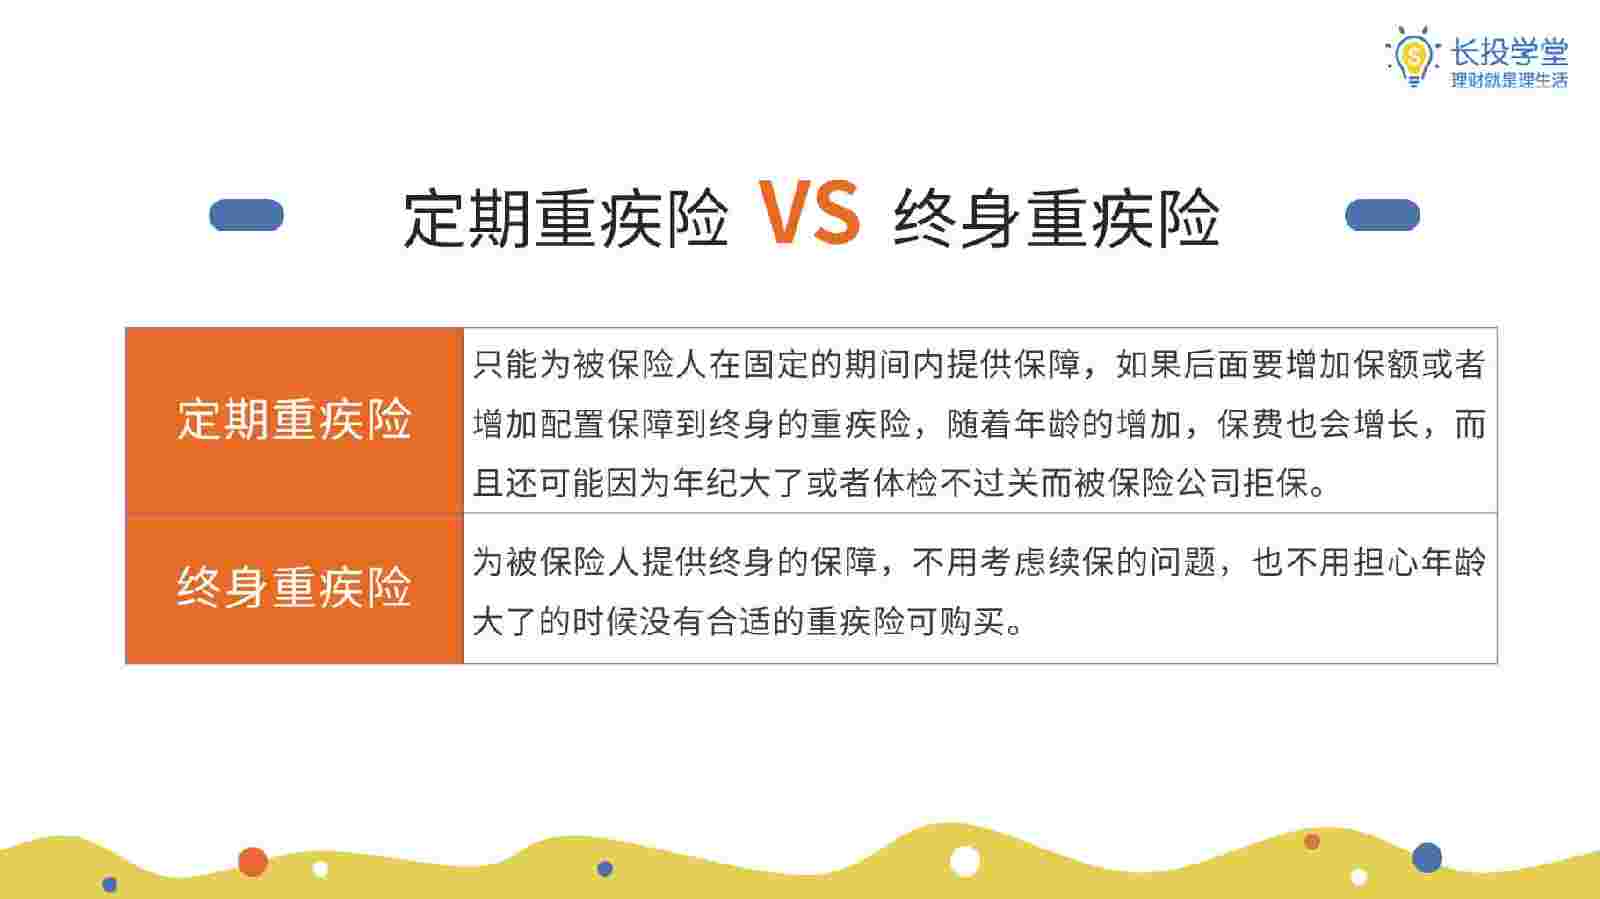 长投学堂
理财就是理生活
定期重疾险 VS 终身重疾险
定期重疾险
只能为被保险人在固定的期间内提供保障，如果后面要增加保额或者
增加配置保障到终身的重疾险，随着年龄的增加，保费也会增长，而
且还可能因为年纪大了或者体检不过关而被保险公司拒保。
终身重疾险
为被保险人提供终身的保障，不用考虑续保的问题，也不用担心年龄
大了的时候没有合适的重疾险可购买。